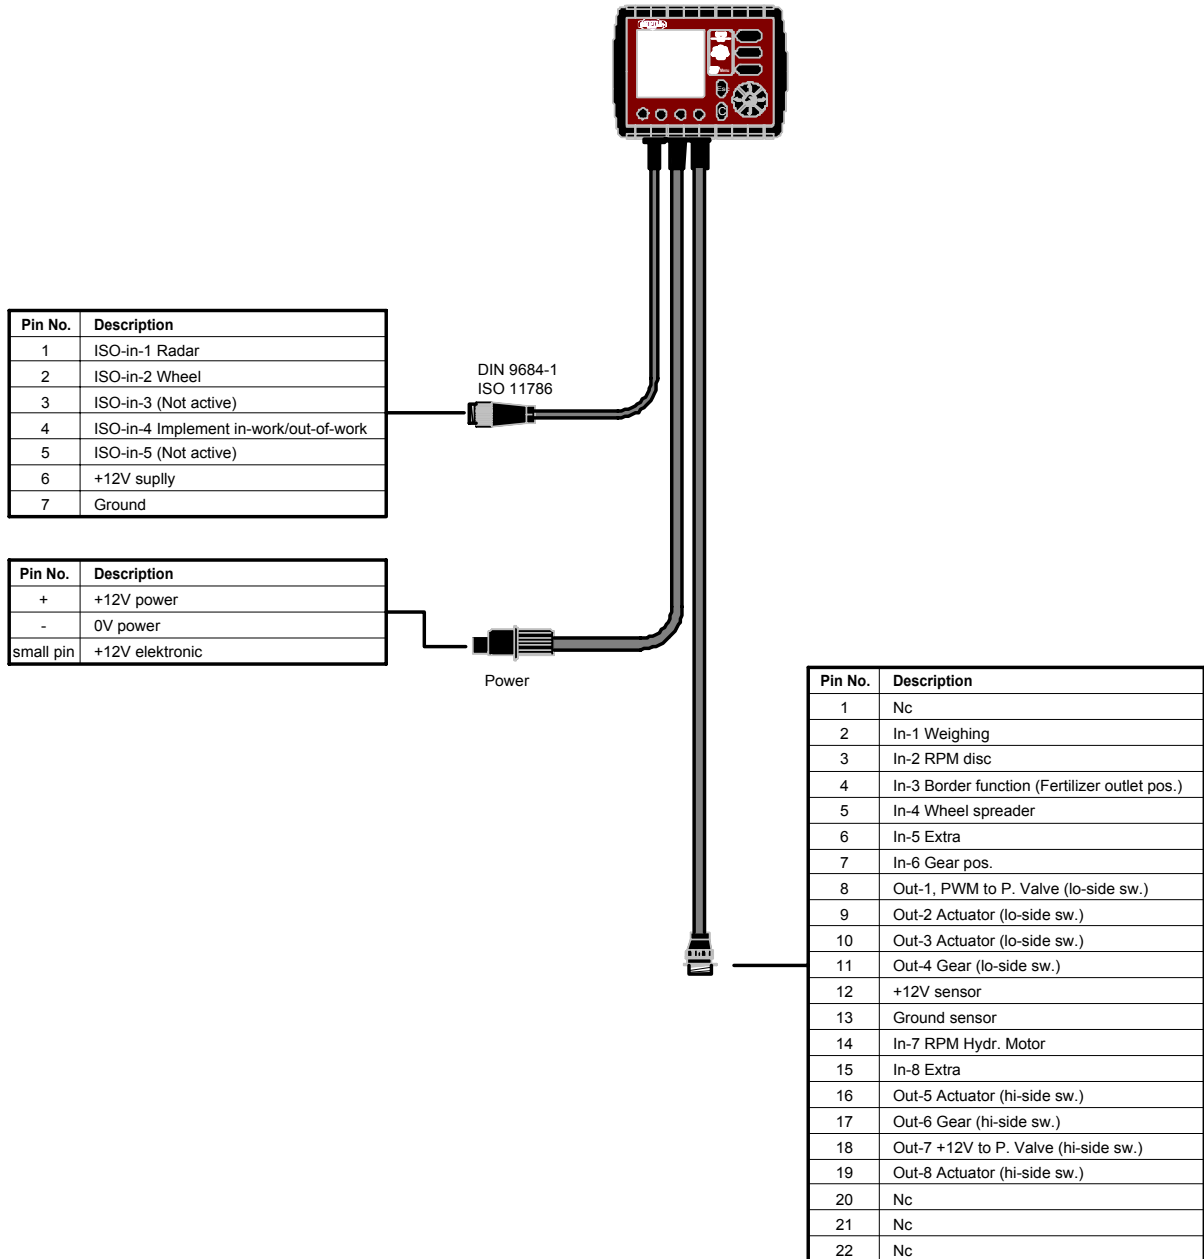 Esc
C
Pin No. Description
1 ISO-in-1 Radar
2 ISO-in-2 Wheel
3 ISO-in-3 (Not active)
4 ISO-in-4 Implement in-work/out-of-work
5 ISO-in-5 (Not active)
6 +12V suplly
7 Ground
DIN 9684-1
ISO 11786
Pin No. Description
+ +12V power
- 0V power
small pin +12V elektronic
Power
Pin No. Description
1 Nc
2 In-1 Weighing
3 In-2 RPM disc
4 In-3 Border function (Fertilizer outlet pos.)
5 In-4 Wheel spreader
6 In-5 Extra
7 In-6 Gear pos.
8 Out-1, PWM to P. Valve (lo-side sw.)
9 Out-2 Actuator (lo-side sw.)
10 Out-3 Actuator (lo-side sw.)
11 Out-4 Gear (lo-side sw.)
12 +12V sensor
13 Ground sensor
14 In-7 RPM Hydr. Motor
15 In-8 Extra
16 Out-5 Actuator (hi-side sw.)
17 Out-6 Gear (hi-side sw.)
18 Out-7 +12V to P. Valve (hi-side sw.)
19 Out-8 Actuator (hi-side sw.)
20 Nc
21 Nc
22 Nc